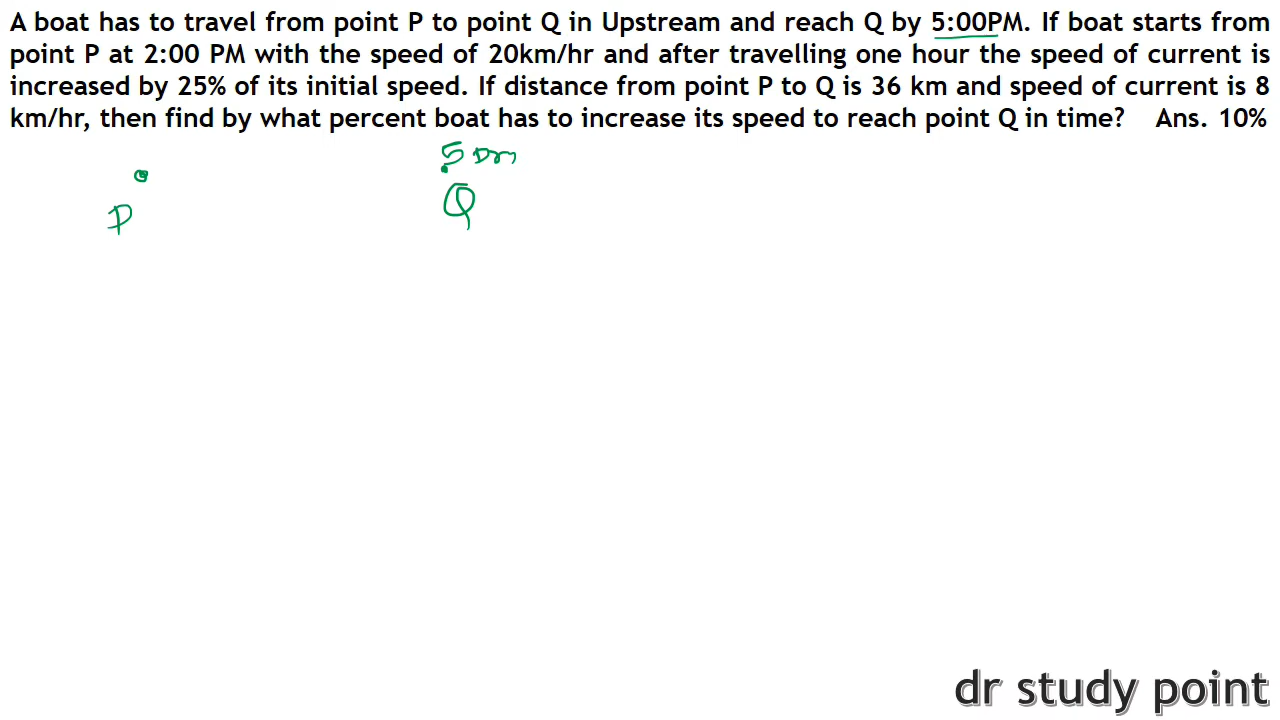 A boat has to travel from point P to point Q in Upstream and reach Q by 5:00PM. If boat starts from
point P at 2:00 PM with the speed of 20km/hr and after travelling one hour the speed of current is
increased by 25% of its initial speed. If distance from point P to Q is 36 km and speed of current is 8
km/hr, then find by what percent boat has to increase its speed to reach point Q in time? Ans. 10%
5 pm
P Q
dr study point